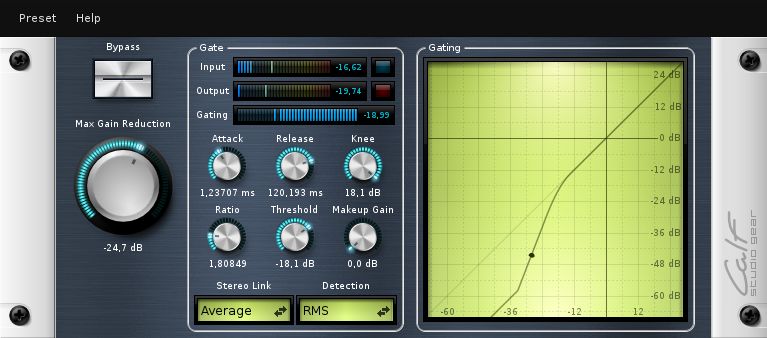 Preset Help
Bypass
Max Gain Reduction
-24,7 dB
Gate
Input -16,62
Output -19,74
Gating -18,99
Attack Release Knee
1,23707 ms 120,193 ms 18,1 dB
Ratio Threshold Makeup Gain
1,80849 -18,1 dB 0,0 dB
Stereo Link Detection
Average RMS
Gating
24 dB
12 dB
0 dB
-12 dB
-24 dB
-36 dB
-48 dB
-60 dB
-60 -36 -12 12
Calf
studio gear